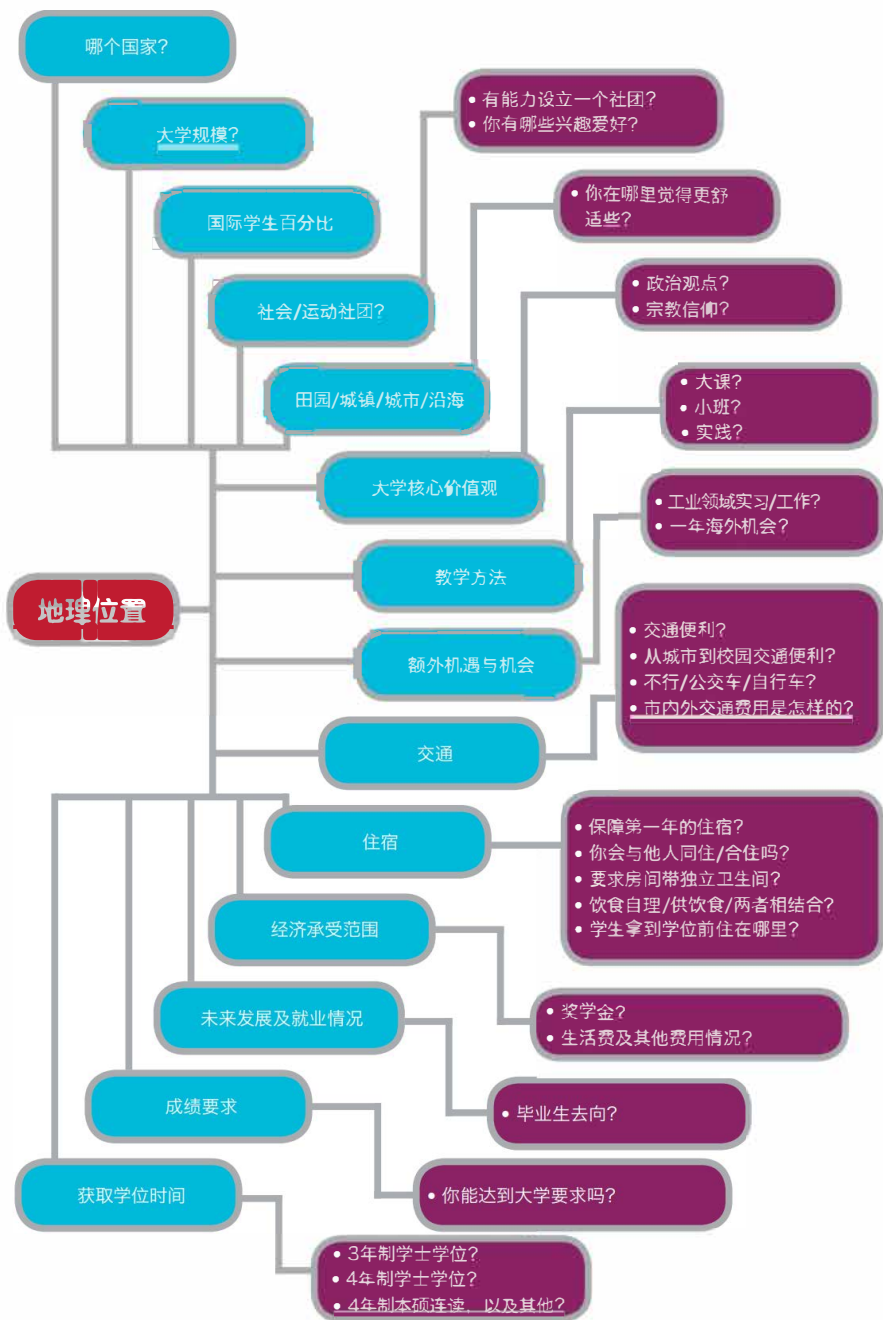 哪个国家?
大学规模?
• 有能力设立一个社团?
• 你有哪些兴趣爱好?
国际学生百分比
• 你在哪里觉得更舒
适些?
社会/运动社团?
• 政治观点?
• 宗教信仰?
田园/城镇/城市/沿海
• 大课?
• 小班?
• 实践?
大学核心价值观
• 工业领域实习/工作?
• 一年海外机会?
教学方法
地理位置
额外机遇与机会
• 交通便利?
• 从城市到校园交通便利?
• 不行/公交车/自行车?
• 市内外交通费用是怎样的?
交通
住宿
• 保障第一年的住宿?
• 你会与他人同住/合住吗?
• 要求房间带独立卫生间?
• 饮食自理/供饮食/两者相结合?
• 学生拿到学位前住在哪里?
经济承受范围
• 奖学金?
• 生活费及其他费用情况?
未来发展及就业情况
• 毕业生去向?
成绩要求
• 你能达到大学要求吗?
获取学位时间
• 3年制学士学位?
• 4年制学士学位?
• 4年制本硕连读，以及其他?